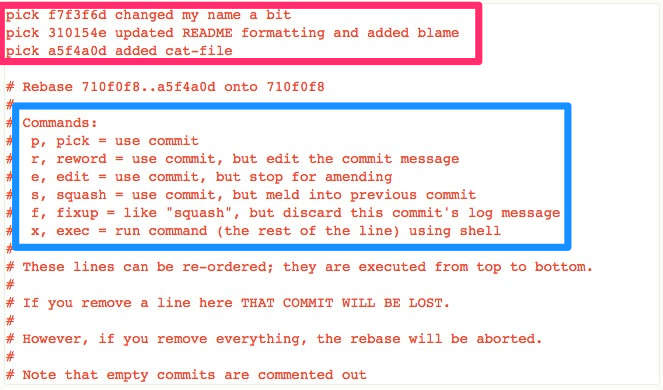 pick f7f3f6d changed my name a bit
pick 310154e updated README formatting and added blame
pick a5f4a0d added cat-file
# Rebase 710f0f8..a5f4a0d onto 710f0f8
#
# Commands:
#  p, pick = use commit
#  r, reword = use commit, but edit the commit message
#  e, edit = use commit, but stop for amending
#  s, squash = use commit, but meld into previous commit
#  f, fixup = like "squash", but discard this commit's log message
#  x, exec = run command (the rest of the line) using shell
#
# These lines can be re-ordered; they are executed from top to bottom.
#
# If you remove a line here THAT COMMIT WILL BE LOST.
#
# However, if you remove everything, the rebase will be aborted.
#
# Note that empty commits are commented out